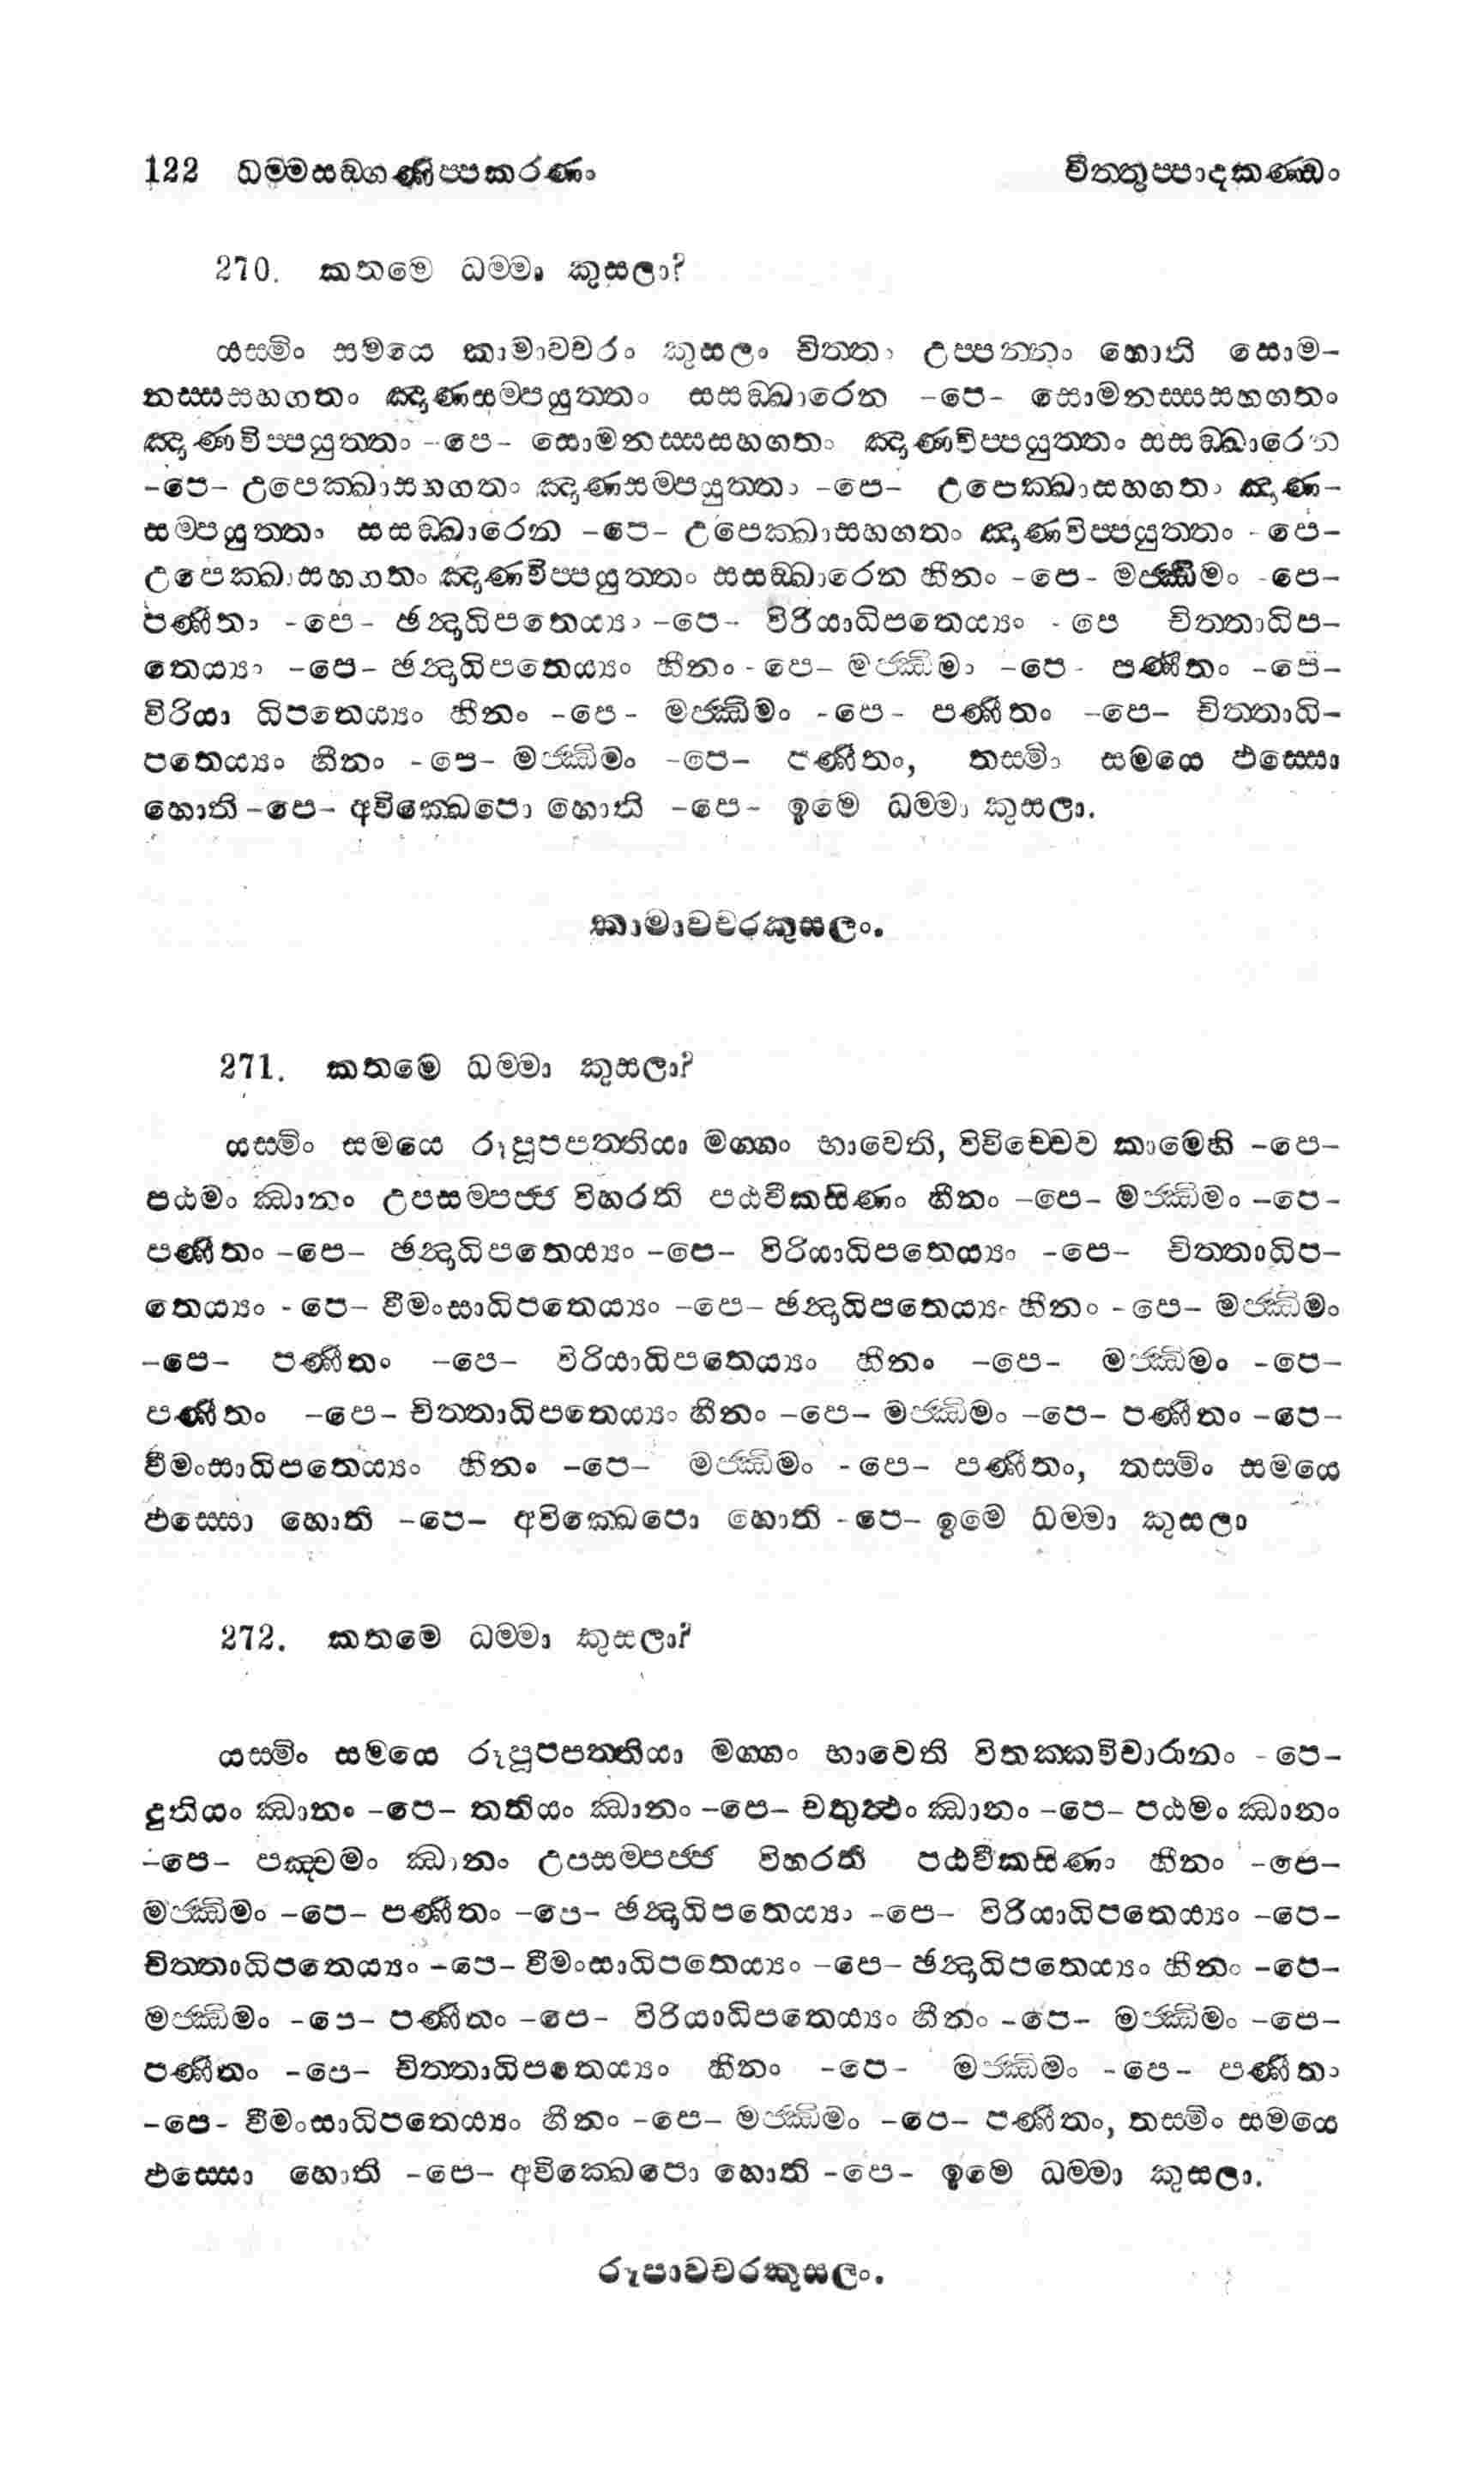 122 ධම්මසඞ්ගණිප්පකරණං චිත්තුප්පාදකණ්ඩං
270. කතමෙ ධම්මා කුසලා?
යස්මිං සමයෙ කාමාවචරං කුසලං චිත්තං උප්පන්නං හොති සොම-
නස්සසහගතං ඤාණසම්පයුත්තං සසඞ්ඛාරෙන -පෙ- සොමනස්සසහගතං
ඤාණවිප්පයුත්තං -පෙ- සොමනස්සසහගතං ඤාණවිප්පයුත්තං සසඞ්ඛාරෙන
-පෙ- උපෙක්ඛාසහගතං ඤාණසම්පයුත්තං -පෙ- උපෙක්ඛාසහගතං ඤාණ-
සම්පයුත්තං සසඞ්ඛාරෙන -පෙ- උපෙක්ඛාසහගතං ඤාණවිප්පයුත්තං -පෙ-
උපෙක්ඛාසහගතං ඤාණවිප්පයුත්තං සසඞ්ඛාරෙන හීනං -පෙ- මජ්ඣිමං -පෙ-
පණීතං -පෙ- ඡන්දාධිපතෙය්‍යං -පෙ- විරියාධිපතෙය්‍යං -පෙ චිත්තාධිප-
තෙය්‍යං -පෙ- ඡන්දාධිපතෙය්‍යං හීනං -පෙ- මජ්ඣිමං -පෙ- පණීතං -පෙ-
විරියාධිපතෙය්‍යං හීනං -පෙ- මජ්ඣිමං -පෙ- පණීතං -පෙ- චිත්තාධි-
පතෙය්‍යං හීනං -පෙ- මජ්ඣිමං -පෙ- පණීතං, තස්මිං සමයෙ ඵස්සො
හොති -පෙ- අවික්ඛෙපො හොති -පෙ- ඉමෙ ධම්මා කුසලා.
කාමාවචරකුසලං.
271. කතමෙ ධම්මා කුසලා?
යස්මිං සමයෙ රූපූපපත්තියා මග්ගං භාවෙති, විවිච්චෙව කාමෙහි -පෙ-
පඨමං ඣානං උපසම්පජ්ජ විහරති පඨවීකසිණං හීනං -පෙ- මජ්ඣිමං -පෙ-
පණීතං -පෙ- ඡන්දාධිපතෙය්‍යං -පෙ- විරියාධිපතෙය්‍යං -පෙ- චිත්තාධිප-
තෙය්‍යං -පෙ- වීමංසාධිපතෙය්‍යං -පෙ- ඡන්දාධිපතෙය්‍යං හීනං -පෙ- මජ්ඣිමං
-පෙ- පණීතං -පෙ- විරියාධිපතෙය්‍යං හීනං -පෙ- මජ්ඣිමං -පෙ-
පණීතං -පෙ- චිත්තාධිපතෙය්‍යං හීනං -පෙ- මජ්ඣිමං -පෙ- පණීතං -පෙ-
වීමංසාධිපතෙය්‍යං හීනං -පෙ- මජ්ඣිමං -පෙ- පණීතං, තස්මිං සමයෙ
ඵස්සො හොති -පෙ- අවික්ඛෙපො හොති -පෙ- ඉමෙ ධම්මා කුසලා
272. කතමෙ ධම්මා කුසලා?
යස්මිං සමයෙ රූපූපපත්තියා මග්ගං භාවෙති විතක්කවිචාරානං -පෙ-
දුතියං ඣානං -පෙ- තතියං ඣානං -පෙ- චතුත්ථං ඣානං -පෙ- පඨමං ඣානං
-පෙ- පඤ්චමං ඣානං උපසම්පජ්ජ විහරති පඨවීකසිණං හීනං -පෙ-
මජ්ඣිමං -පෙ- පණීතං -පෙ- ඡන්දාධිපතෙය්‍යං -පෙ- විරියාධිපතෙය්‍යං -පෙ-
චිත්තාධිපතෙය්‍යං -පෙ- වීමංසාධිපතෙය්‍යං -පෙ- ඡන්දාධිපතෙය්‍යං හීනං -පෙ-
මජ්ඣිමං -පෙ- පණීතං -පෙ- විරියාධිපතෙය්‍යං හීනං -පෙ- මජ්ඣිමං -පෙ-
පණීතං -පෙ- චිත්තාධිපතෙය්‍යං හීනං -පෙ- මජ්ඣිමං -පෙ- පණීතං
-පෙ- වීමංසාධිපතෙය්‍යං හීනං -පෙ- මජ්ඣිමං -පෙ- පණීතං, තස්මිං සමයෙ
ඵස්සො හොති -පෙ- අවික්ඛෙපො හොති -පෙ- ඉමෙ ධම්මා කුසලා.
රූපාවචරකුසලං.